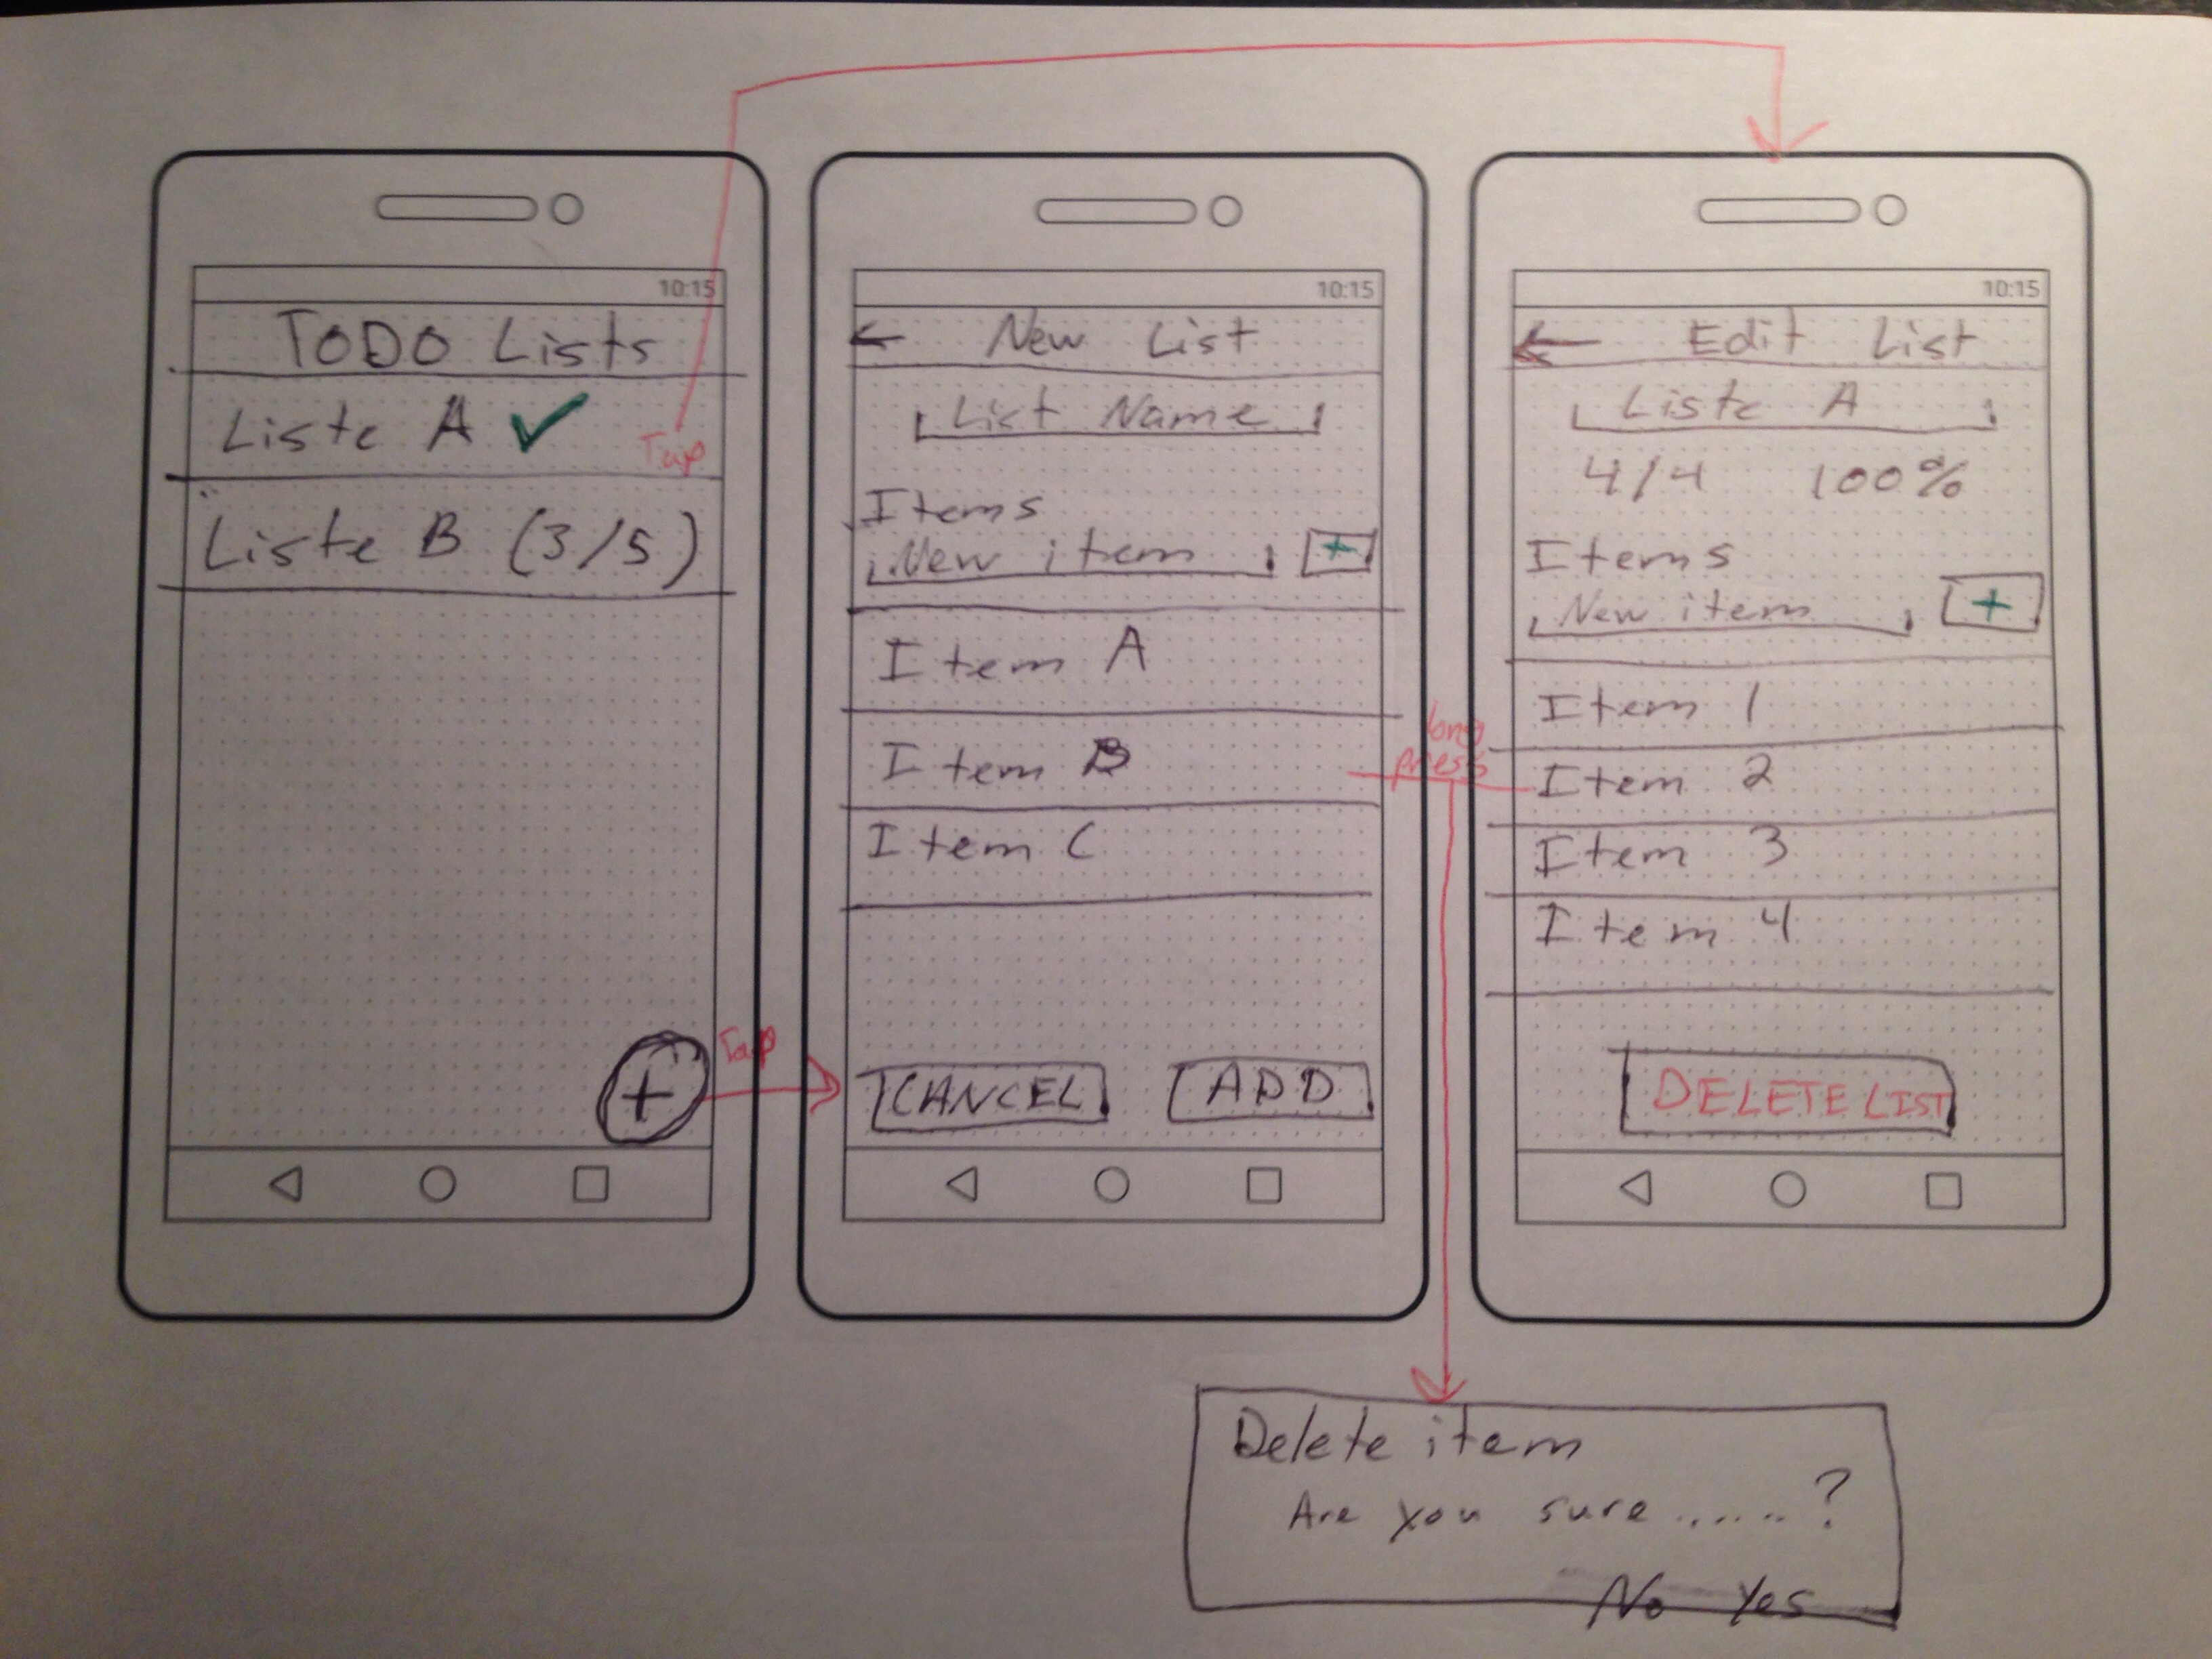 10:15
TODO Lists
Liste A ✓
Tap
Liste B (3/5)
+
Tap
10:15
← New List
List Name
Items
New item +
Item A
Item B
Item C
CANCEL ADD
long
press
10:15
← Edit List
Liste A
4/4 100%
Items
New item +
Item 1
Item 2
Item 3
Item 4
DELETE LIST
Delete item
Are you sure ......?
No Yes